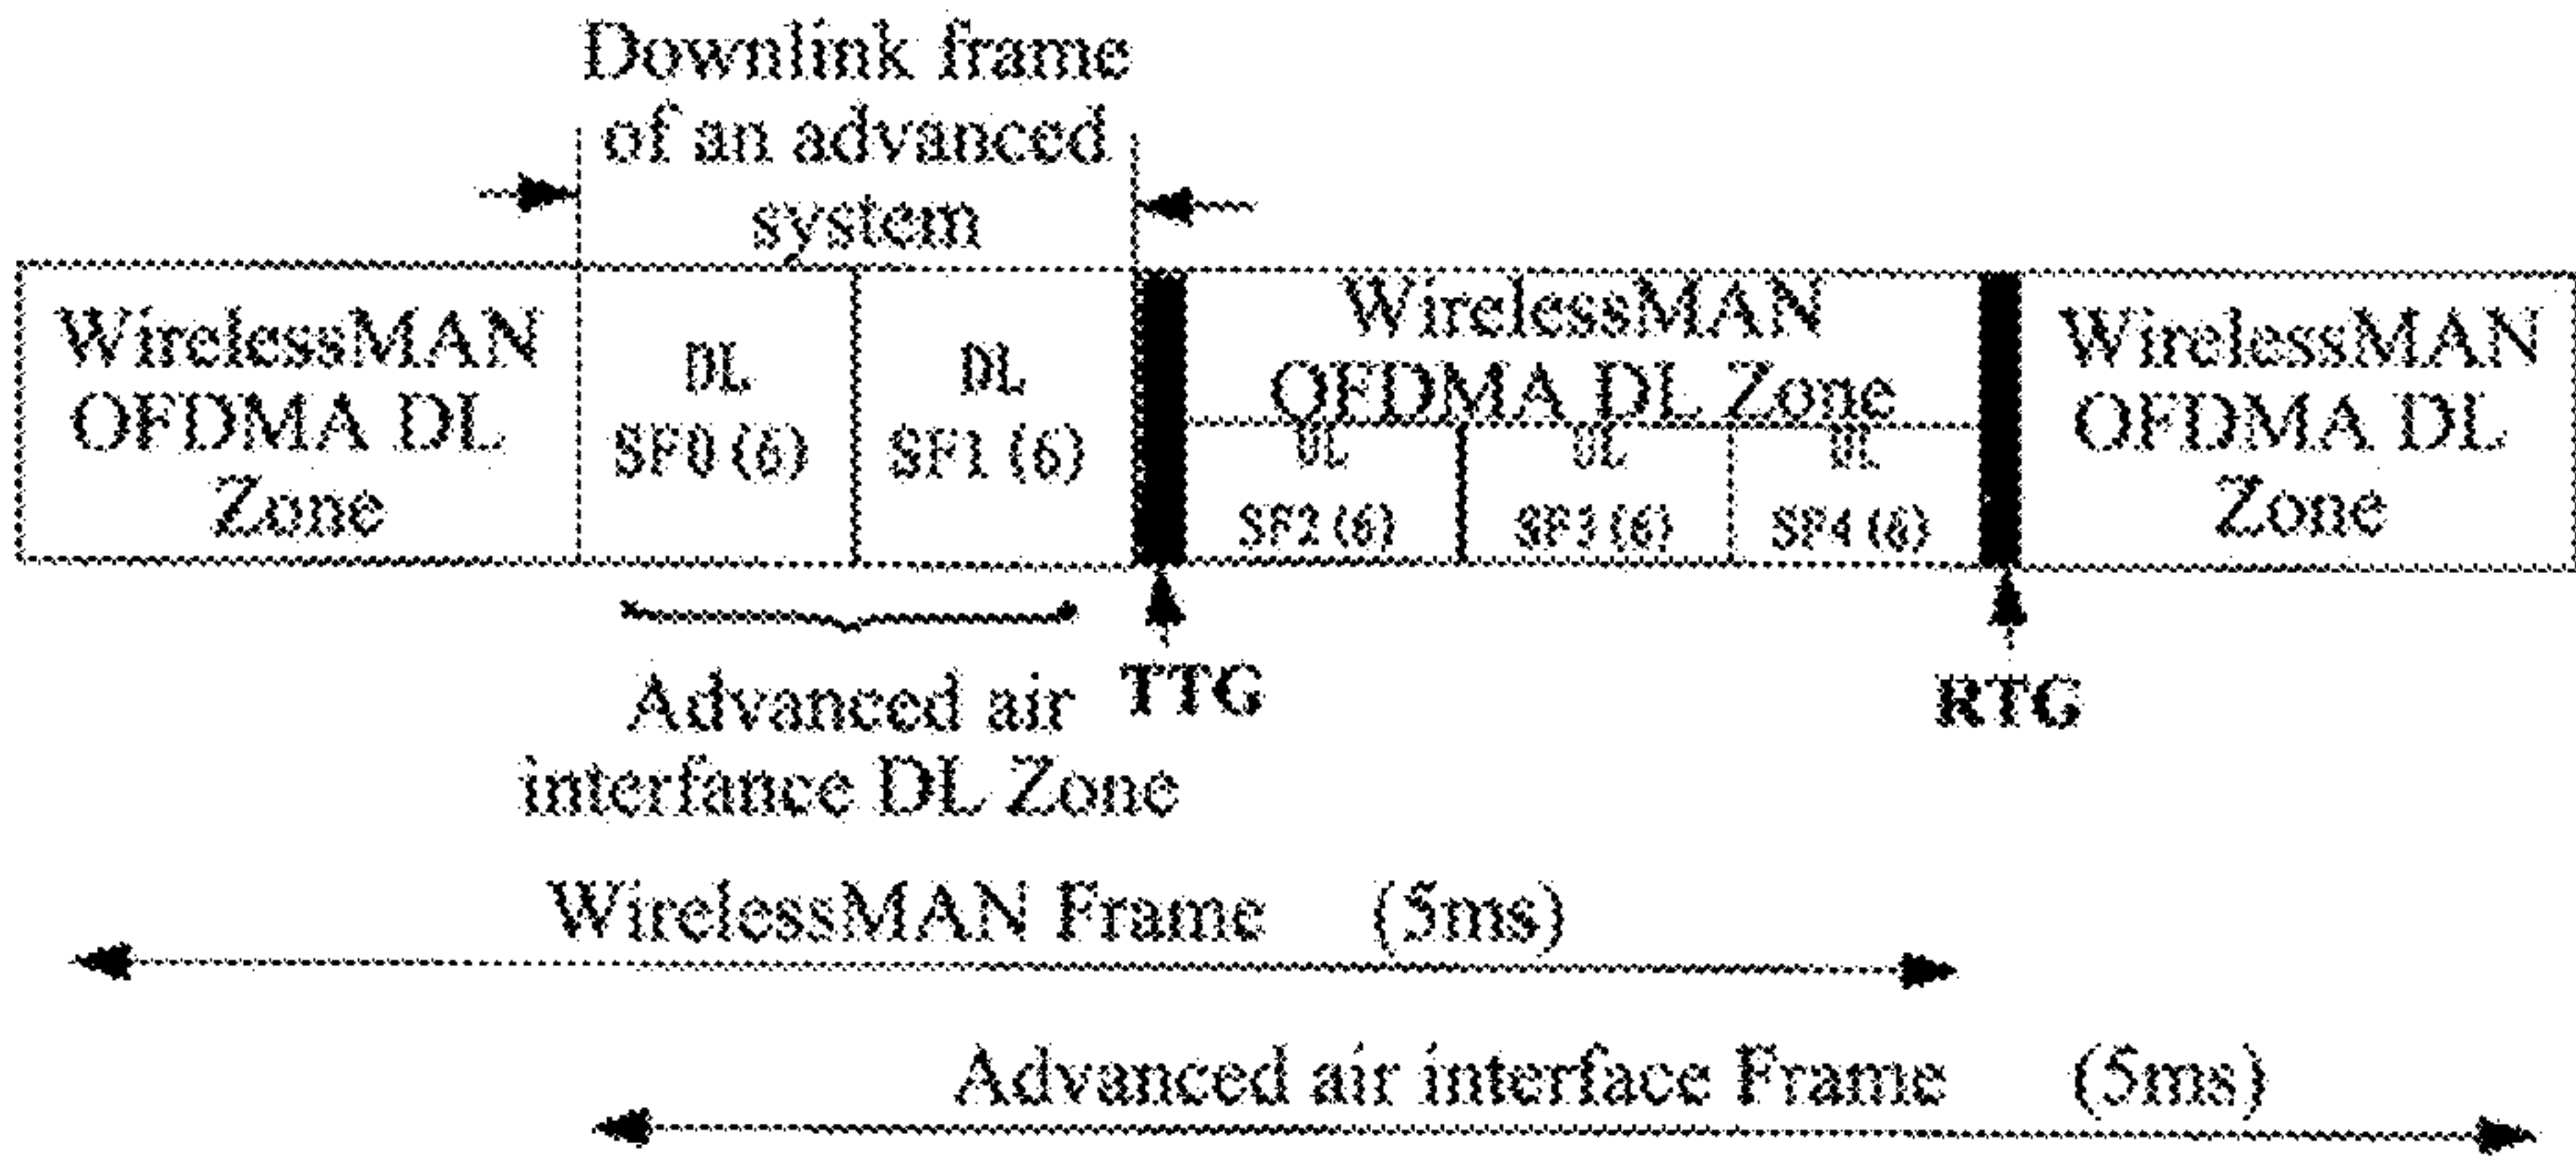 Downlink frame
of an advanced
system
WirelessMAN
OFDMA DL
Zone
DL
SF0 (6)
DL
SF1 (6)
WirelessMAN
OFDMA DL Zone
UL
SF2 (6)
UL
SF3 (6)
UL
SF4 (6)
WirelessMAN
OFDMA DL
Zone
Advanced air
interfance DL Zone
TTG
RTG
WirelessMAN Frame (5ms)
Advanced air interface Frame (5ms)